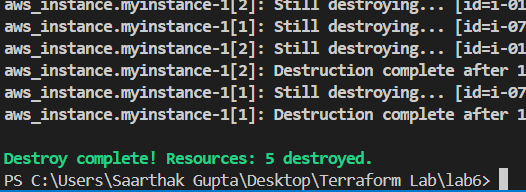 aws_instance.myinstance-1[2]: Still destroying... [id=i-01
aws_instance.myinstance-1[1]: Still destroying... [id=i-07
aws_instance.myinstance-1[2]: Still destroying... [id=i-01
aws_instance.myinstance-1[2]: Destruction complete after 1
aws_instance.myinstance-1[1]: Still destroying... [id=i-07
aws_instance.myinstance-1[1]: Destruction complete after 1
Destroy complete! Resources: 5 destroyed.
PS C:\Users\Saarthak Gupta\Desktop\Terraform Lab\lab6>